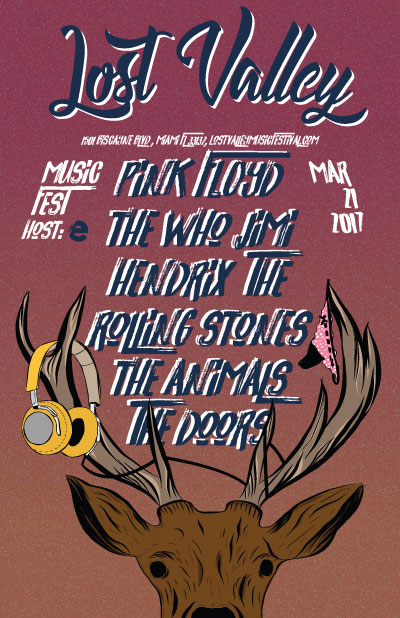 Lost Valley
1501 BISCAYNE BLVD, MIAMI FL 33132, LOSTVALLEYMUSICFESTIVAL.COM
MUSIC
FEST
HOST: e
PINK FLOYD
THE WHO JIMI
HENDRIX THE
ROLLING STONES
THE ANIMALS
THE DOORS
MAR
21
2017